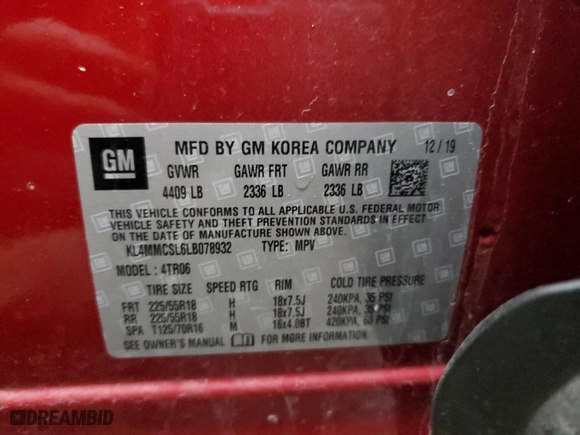 GM MFD BY GM KOREA COMPANY 12/19
GVWR GAWR FRT GAWR RR
4409 LB 2336 LB 2336 LB
THIS VEHICLE CONFORMS TO ALL APPLICABLE U.S. FEDERAL MOTOR
VEHICLE SAFETY AND THEFT PREVENTION STANDARDS IN EFFECT ON
THE DATE OF MANUFACTURE SHOWN ABOVE.
KL4MMCSL6LB078932 TYPE: MPV
MODEL: 4TR06
TIRE SIZE SPEED RTG RIM COLD TIRE PRESSURE
FRT 225/55R18 H 18x7.5J 240KPA, 35 PSI
RR 225/55R18 H 18x7.5J 240KPA, 35 PSI
SPA T125/70R16 M 16x4.0BT 420KPA, 60 PSI
SEE OWNER'S MANUAL FOR MORE INFORMATION
DREAMBID